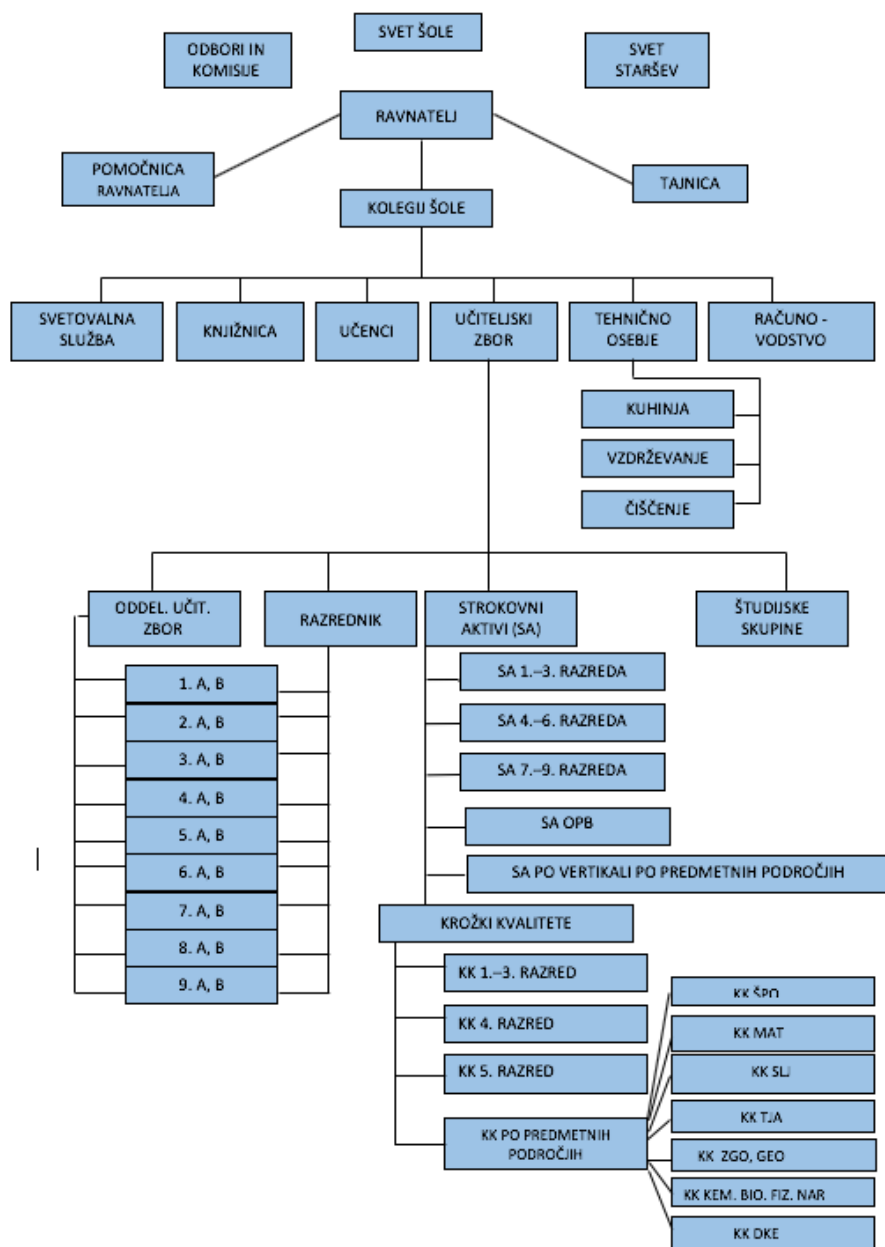 SVET ŠOLE
ODBORI IN
KOMISIJE
SVET
STARŠEV
RAVNATELJ
POMOČNICA
RAVNATELJA
TAJNICA
KOLEGIJ ŠOLE
SVETOVALNA
SLUŽBA
KNJIŽNICA
UČENCI
UČITELJSKI
ZBOR
TEHNIČNO
OSEBJE
RAČUNO -
VODSTVO
KUHINJA
VZDRŽEVANJE
ČIŠČENJE
ODDEL. UČIT.
ZBOR
RAZREDNIK
STROKOVNI
AKTIVI (SA)
ŠTUDIJSKE
SKUPINE
1. A, B
2. A, B
3. A, B
4. A, B
5. A, B
6. A, B
7. A, B
8. A, B
9. A, B
SA 1.–3. RAZREDA
SA 4.–6. RAZREDA
SA 7.–9. RAZREDA
SA OPB
SA PO VERTIKALI PO PREDMETNIH PODROČJIH
KROŽKI KVALITETE
KK 1.–3. RAZRED
KK 4. RAZRED
KK 5. RAZRED
KK PO PREDMETNIH
PODROČJIH
KK ŠPO
KK MAT
KK SLJ
KK TJA
KK ZGO, GEO
KK KEM. BIO. FIZ. NAR
KK DKE